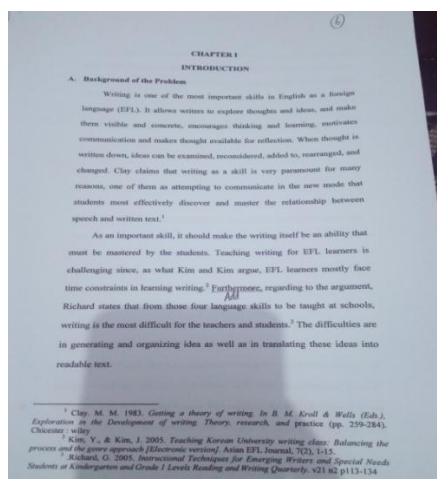 6
CHAPTER I
INTRODUCTION
A. Background of the Problem
Writing is one of the most important skills in English as a foreign
language (EFL). It allows writers to explore thoughts and ideas, and make
them visible and concrete, encourages thinking and learning, motivates
communication and makes thought available for reflection. When thought is
written down, ideas can be examined, reconsidered, added to, rearranged, and
changed. Clay claims that writing as a skill is very paramount for many
reasons, one of them as attempting to communicate in the new mode that
students most effectively discover and master the relationship between
speech and written text.1
As an important skill, it should make the writing itself be an ability that
must be mastered by the students. Teaching writing for EFL learners is
challenging since, as what Kim and Kim argue, EFL learners mostly face
time constraints in learning writing.2 Furthermore, regarding to the argument,
Add
Richard states that from those four language skills to be taught at schools,
writing is the most difficult for the teachers and students.3 The difficulties are
in generating and organizing idea as well as in translating these ideas into
readable text.
1 Clay. M. M. 1983. Getting a theory of writing. In B. M. Kroll & Wells (Eds.),
Exploration in the Development of writing. Theory, research, and practice (pp. 259-284).
Chicester : wiley
2 Kim, Y., & Kim, J. 2005. Teaching Korean University writing class: Balancing the
process and the genre approach [Electronic version]. Asian EFL Journal, 7(2), 1-15.
3 .Richard, G. 2005. Instructional Techniques for Emerging Writers and Special Needs
Students at Kindergarten and Grade 1 Levels Reading and Writing Quarterly. v21 n2 p113-134